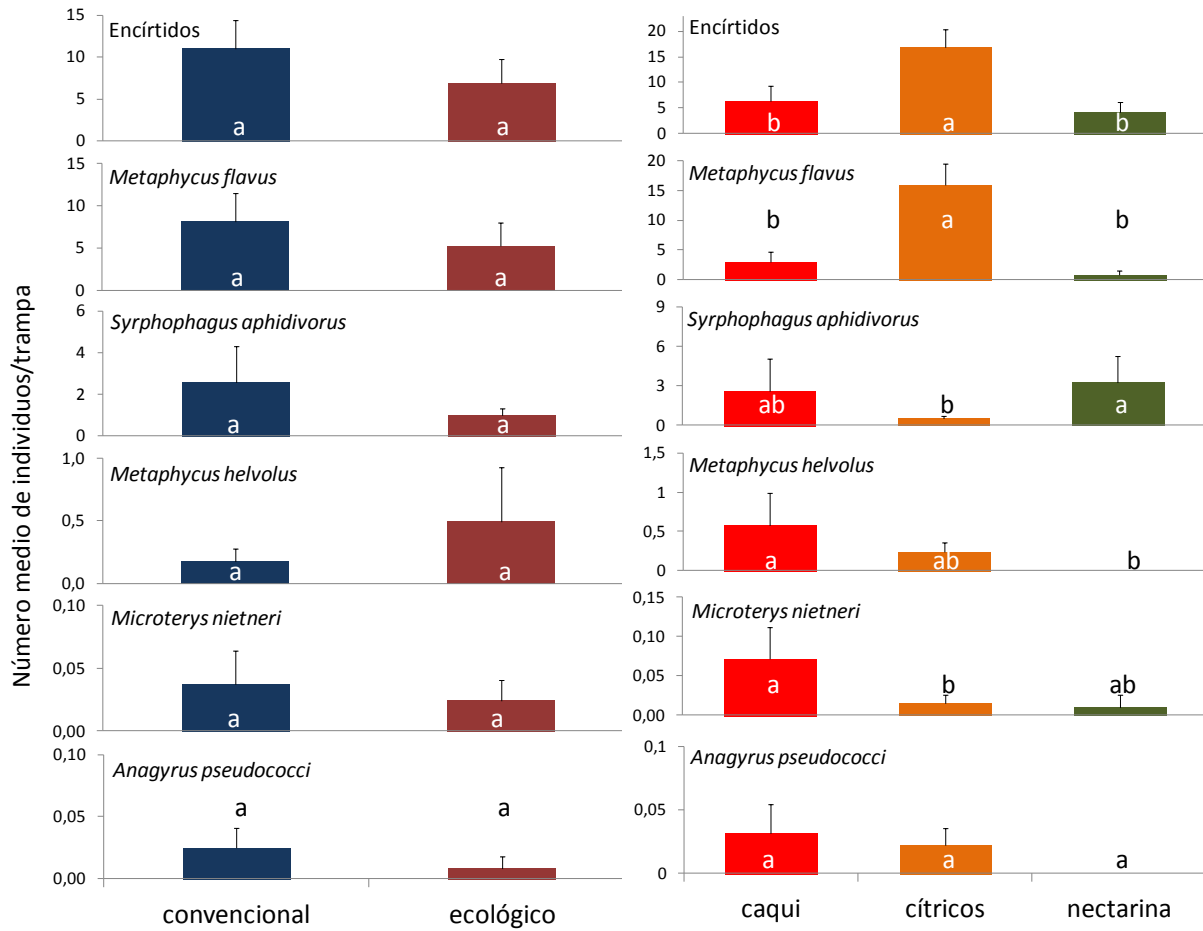 Número medio de individuos/trampa
Encírtidos
15
10
5
0
a
a
Metaphycus flavus
15
10
5
0
a
a
Syrphophagus aphidivorus
6
4
2
0
a
a
Metaphycus helvolus
1,0
0,5
0,0
a
a
Microterys nietneri
0,10
0,05
0,00
a
a
Anagyrus pseudococci
0,10
0,05
0,00
a
a
convencional
ecológico
Encírtidos
20
15
10
5
0
b
a
b
Metaphycus flavus
20
15
10
5
0
b
a
b
Syrphophagus aphidivorus
9
6
3
0
ab
b
a
Metaphycus helvolus
1,5
1
0,5
0
a
ab
b
Microterys nietneri
0,15
0,10
0,05
0,00
a
b
ab
Anagyrus pseudococci
0,1
0,05
0
a
a
a
caqui
cítricos
nectarina